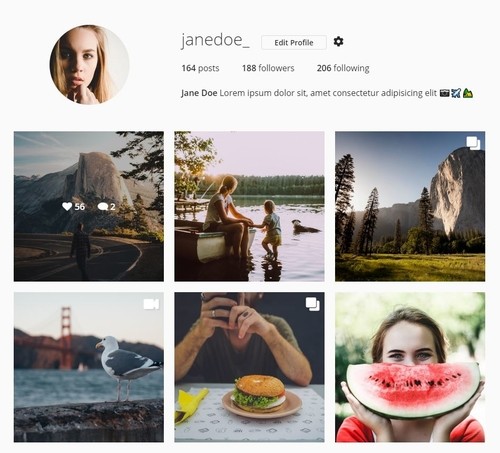 janedoe_ Edit Profile
164 posts 188 followers 206 following
Jane Doe Lorem ipsum dolor sit, amet consectetur adipisicing elit 📷✈️🏕️
56 2